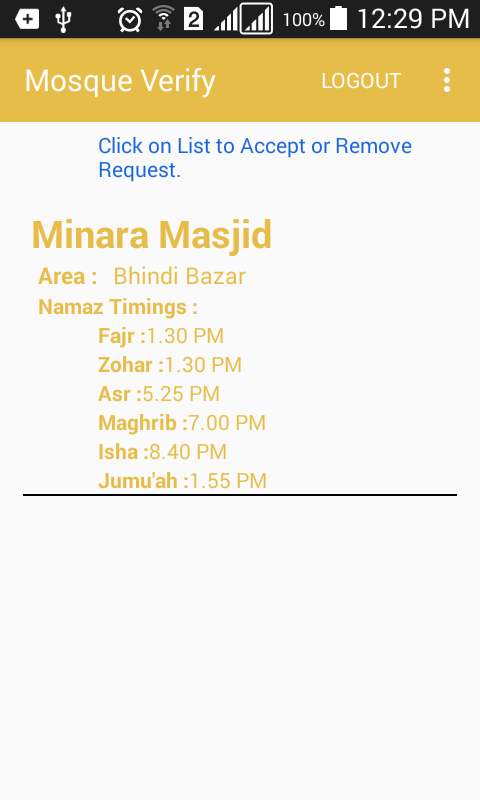 2 100% 12:29 PM
Mosque Verify LOGOUT
Click on List to Accept or Remove
Request.
Minara Masjid
Area : Bhindi Bazar
Namaz Timings :
Fajr :1.30 PM
Zohar :1.30 PM
Asr :5.25 PM
Maghrib :7.00 PM
Isha :8.40 PM
Jumu'ah :1.55 PM